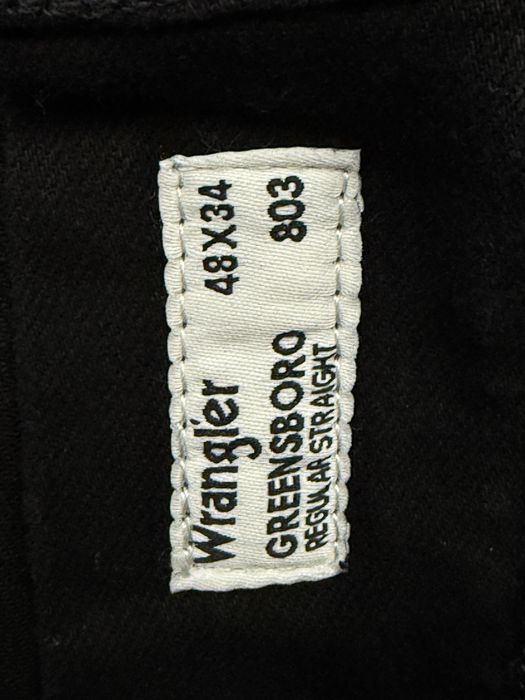 Wrangler 48X34
GREENSBORO 803
REGULAR STRAIGHT